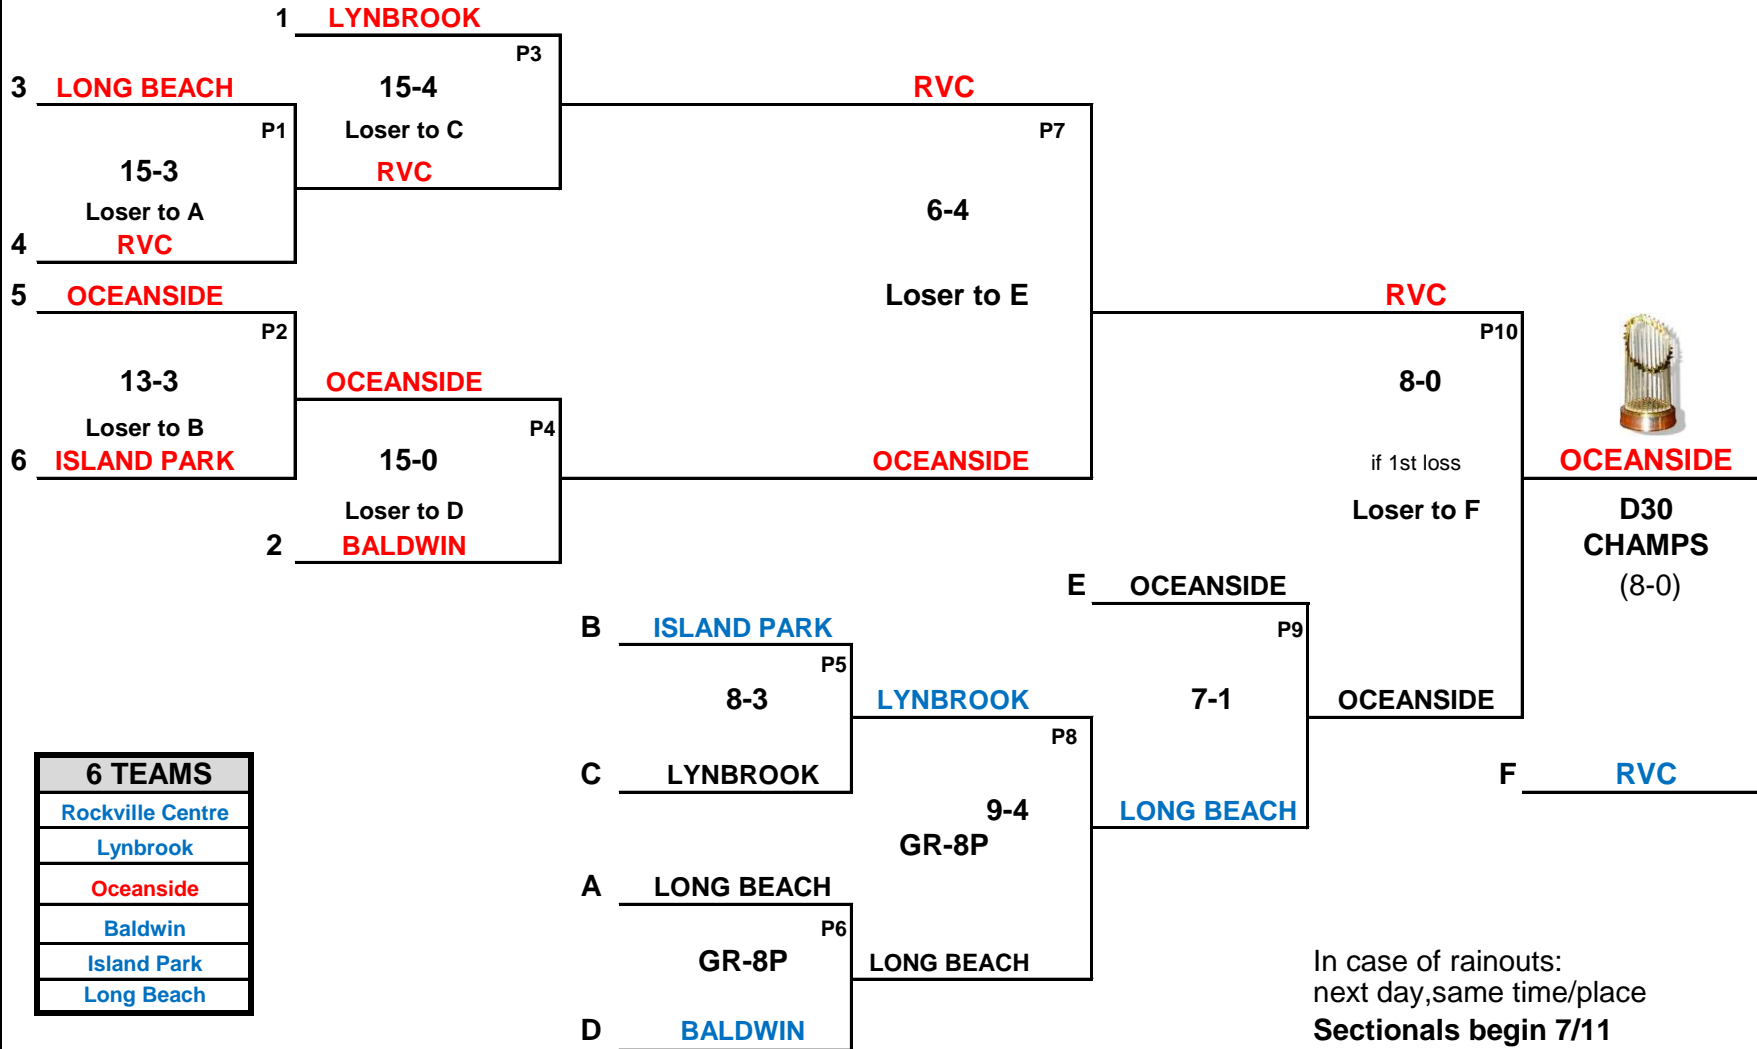 1 LYNBROOK
P3
3 LONG BEACH 15-4 RVC
P1 Loser to C P7
15-3 RVC
Loser to A 6-4
4 RVC
5 OCEANSIDE Loser to E RVC
P2 P10
13-3 OCEANSIDE 8-0
Loser to B P4
6 ISLAND PARK 15-0 OCEANSIDE if 1st loss OCEANSIDE
Loser to D Loser to F D30
2 BALDWIN CHAMPS
E OCEANSIDE (8-0)
B ISLAND PARK P9
P5
8-3 LYNBROOK 7-1 OCEANSIDE
P8
6 TEAMS C LYNBROOK F RVC
Rockville Centre 9-4 LONG BEACH
Lynbrook GR-8P
Oceanside A LONG BEACH
Baldwin P6
Island Park GR-8P LONG BEACH In case of rainouts:
Long Beach next day,same time/place
D BALDWIN Sectionals begin 7/11